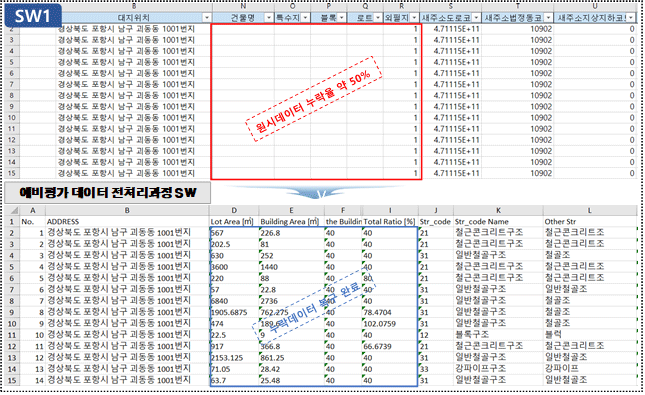 SW1
B N O P Q R S T U
대지위치 건물명 특수지 블록 로트 외필지 새주소도로코 새주소법정동코 새주소지상지하코
2 경상북도 포항시 남구 괴동동 1001번지 1 4.71115E+11 10902 0
3 경상북도 포항시 남구 괴동동 1001번지 1 4.71115E+11 10902 0
4 경상북도 포항시 남구 괴동동 1001번지 1 4.71115E+11 10902 0
5 경상북도 포항시 남구 괴동동 1001번지 1 4.71115E+11 10902 0
6 경상북도 포항시 남구 괴동동 1001번지 1 4.71115E+11 10902 0
7 경상북도 포항시 남구 괴동동 1001번지 1 4.71115E+11 10902 0
8 경상북도 포항시 남구 괴동동 1001번지 1 4.71115E+11 10902 0
9 경상북도 포항시 남구 괴동동 1001번지 1 4.71115E+11 10902 0
10 경상북도 포항시 남구 괴동동 1001번지 1 4.71115E+11 10902 0
11 경상북도 포항시 남구 괴동동 1001번지 1 4.71115E+11 10902 0
12 경상북도 포항시 남구 괴동동 1001번지 1 4.71115E+11 10902 0
13 경상북도 포항시 남구 괴동동 1001번지 1 4.71115E+11 10902 0
14 경상북도 포항시 남구 괴동동 1001번지 1 4.71115E+11 10902 0
15 경상북도 포항시 남구 괴동동 1001번지 1 4.71115E+11 10902 0
원시데이터 누락율 약 50%
예비평가 데이터 전처리과정 SW
A B D E F I J K L
1 No. ADDRESS Lot Area [㎡] Building Area [㎡] the Buildin Total Ratio [%] Str_code Str_code Name Other Str
2 1 경상북도 포항시 남구 괴동동 1001번지 567 226.8 40 40 21 철근콘크리트구조 철근콘크리트조
3 2 경상북도 포항시 남구 괴동동 1001번지 202.5 81 40 40 21 철근콘크리트구조 철근콘크리트조
4 3 경상북도 포항시 남구 괴동동 1001번지 630 252 40 40 31 일반철골구조 철골조
5 4 경상북도 포항시 남구 괴동동 1001번지 3600 1440 40 40 21 철근콘크리트구조 철근콘크리트조
6 5 경상북도 포항시 남구 괴동동 1001번지 220 88 40 80 21 철근콘크리트구조 철근콘크리트조
7 6 경상북도 포항시 남구 괴동동 1001번지 57 22.8 40 40 31 일반철골구조 일반철골조
8 7 경상북도 포항시 남구 괴동동 1001번지 6840 2736 40 40 31 일반철골구조 철골조
9 8 경상북도 포항시 남구 괴동동 1001번지 1905.6875 762.275 40 78.4704 31 일반철골구조 철골조
10 9 경상북도 포항시 남구 괴동동 1001번지 474 189.6 40 102.0759 31 일반철골구조 철골조
11 10 경상북도 포항시 남구 괴동동 1001번지 22.5 9 40 40 12 블록구조 블럭
12 11 경상북도 포항시 남구 괴동동 1001번지 917 366.8 40 66.6739 21 철근콘크리트구조 철근콘크리트조
13 12 경상북도 포항시 남구 괴동동 1001번지 2153.125 861.25 40 40 31 일반철골구조 일반철골조
14 13 경상북도 포항시 남구 괴동동 1001번지 71.05 28.42 40 40 33 강파이프구조 강파이프
15 14 경상북도 포항시 남구 괴동동 1001번지 63.7 25.48 40 40 31 일반철골구조 일반철골조
누락데이터 복구 완료